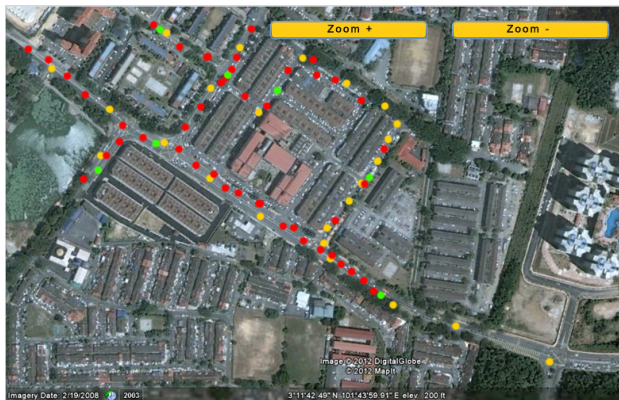 Zoom +
Zoom -
Image © 2012 DigitalGlobe
© 2012 MapIt
Imagery Date: 2/19/2008
2003
3°11'42.49" N 101°43'59.91" E elev 200 ft